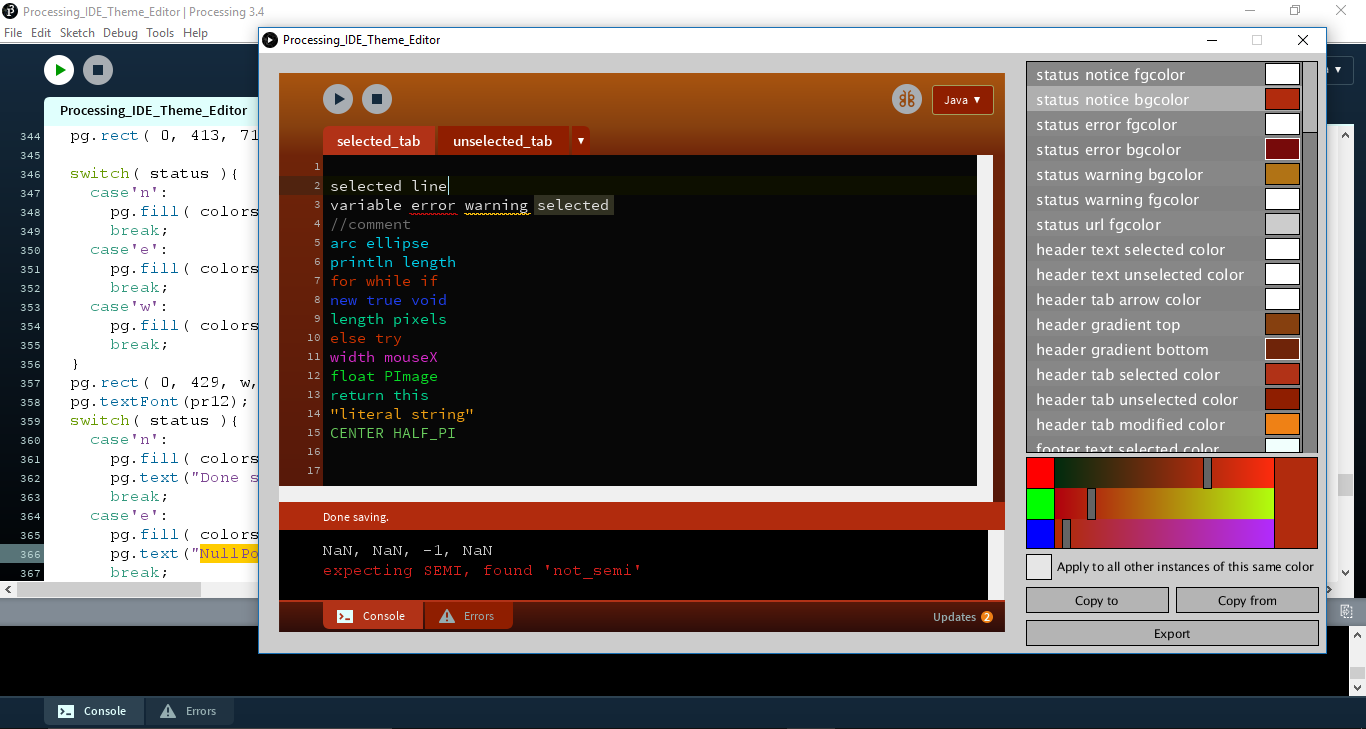 Processing_IDE_Theme_Editor | Processing 3.4
File Edit Sketch Debug Tools Help
Processing_IDE_Theme_Editor
344 pg.rect( 0, 413, 71
345
346 switch( status ){
347 case'n':
348 pg.fill( colors
349 break;
350 case'e':
351 pg.fill( colors
352 break;
353 case'w':
354 pg.fill( colors
355 break;
356 }
357 pg.rect( 0, 429, w,
358 pg.textFont(pr12);
359 switch( status ){
360 case'n':
361 pg.fill( colors
362 pg.text("Done s
363 break;
364 case'e':
365 pg.fill( colors
366 pg.text("NullPo
367 break;
Console Errors
Processing_IDE_Theme_Editor
Java
selected_tab unselected_tab
1
2 selected line
3 variable error warning selected
4 //comment
5 arc ellipse
6 println length
7 for while if
8 new true void
9 length pixels
10 else try
11 width mouseX
12 float PImage
13 return this
14 "literal string"
15 CENTER HALF_PI
16
17
Done saving.
NaN, NaN, -1, NaN
expecting SEMI, found 'not_semi'
Console Errors Updates 2
status notice fgcolor
status notice bgcolor
status error fgcolor
status error bgcolor
status warning bgcolor
status warning fgcolor
status url fgcolor
header text selected color
header text unselected color
header tab arrow color
header gradient top
header gradient bottom
header tab selected color
header tab unselected color
header tab modified color
footer text selected color
Apply to all other instances of this same color
Copy to Copy from
Export